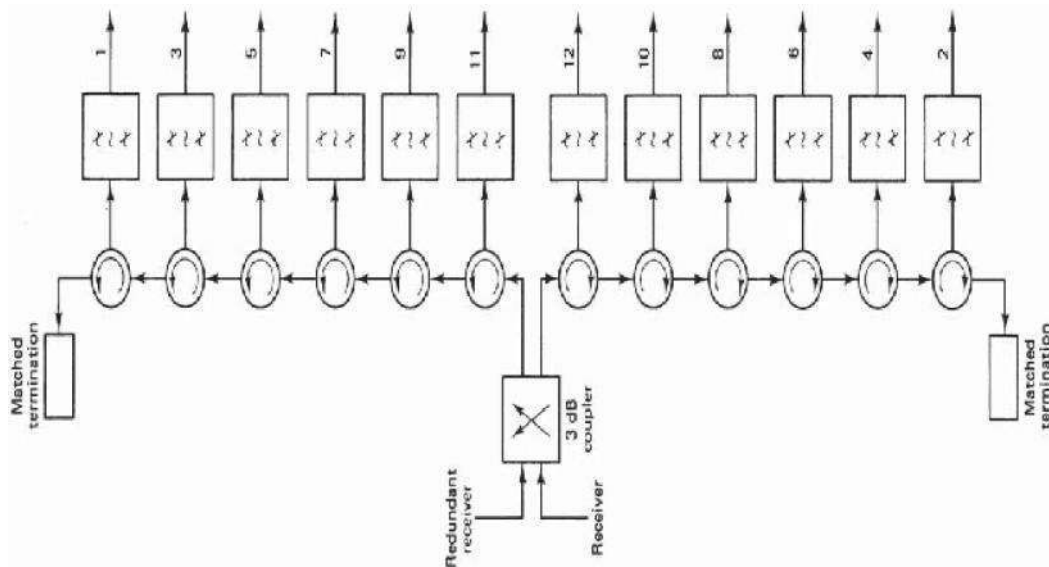 1
3
5
7
9
11
12
10
8
6
4
2
Matched
termination
Matched
termination
3 dB
coupler
Redundant
receiver
Receiver